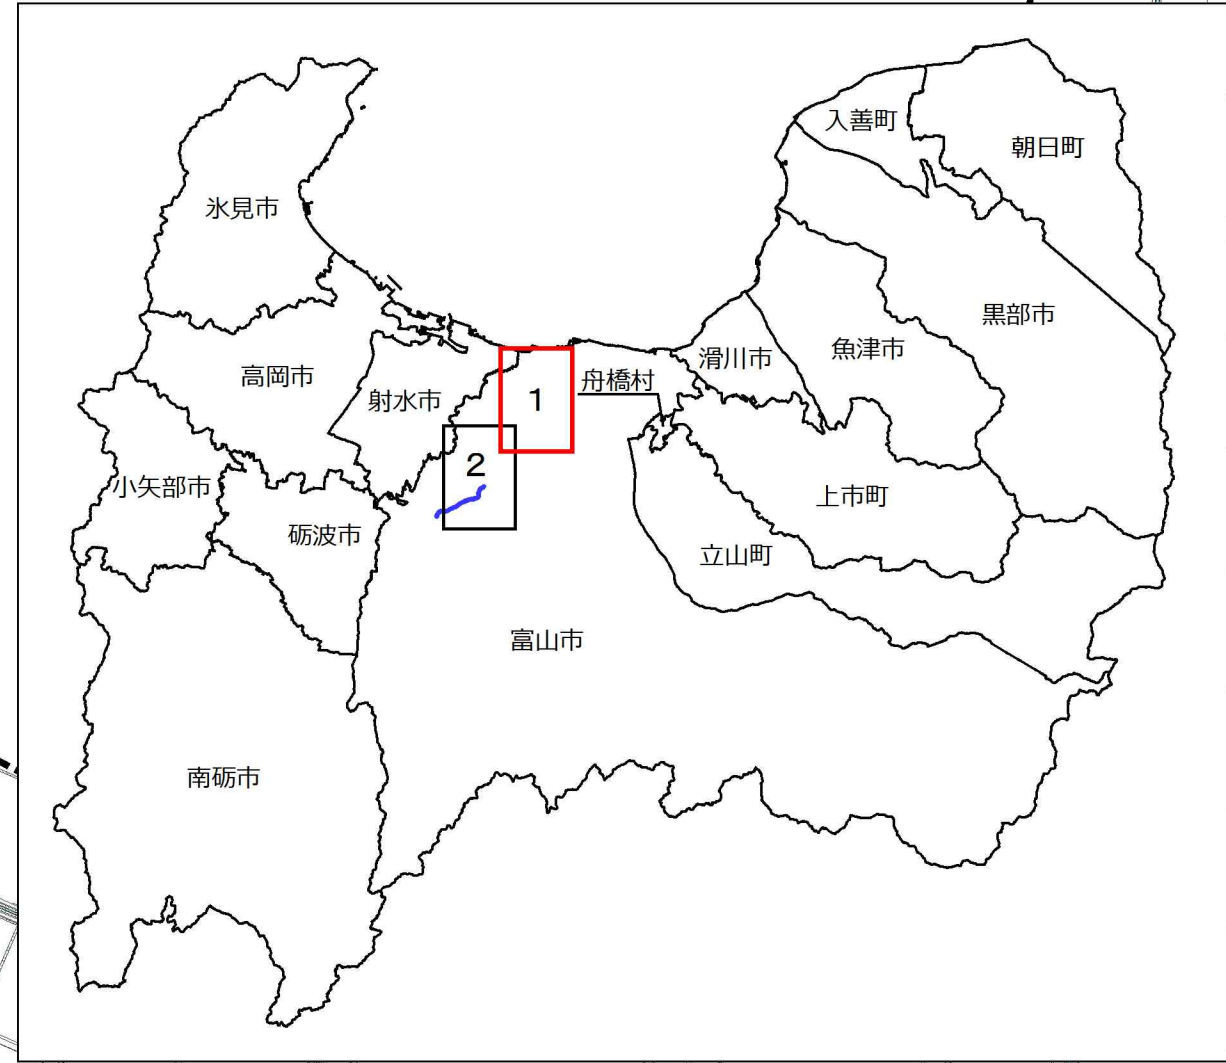 入善町
朝日町
氷見市
黒部市
魚津市
滑川市
舟橋村
高岡市
射水市
1
2
小矢部市
砺波市
上市町
立山町
富山市
南砺市